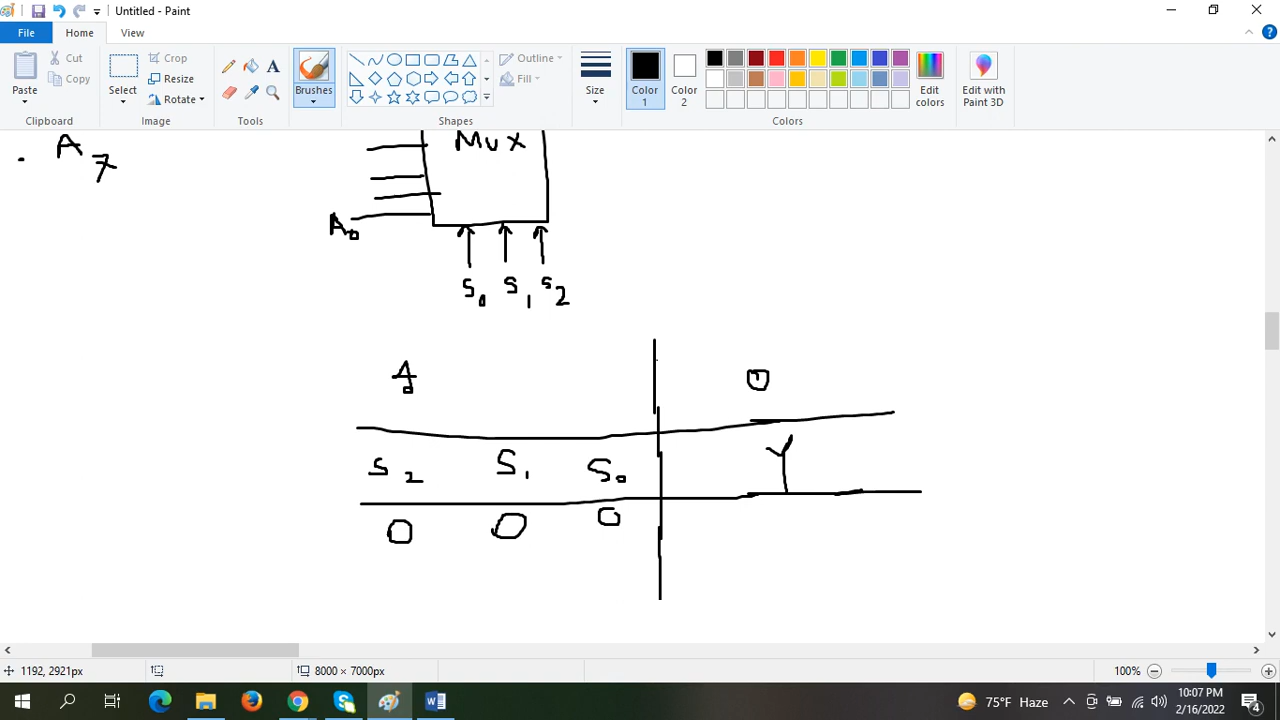 Untitled - Paint
File Home View
Paste
Cut
Copy
Clipboard
Select
Crop
Resize
Rotate
Image
A
Tools
Brushes
Shapes
Outline
Fill
Size
Color 1
Color 2
Colors
Edit colors
Edit with Paint 3D
. A7
Mux
A0
S0 S1 S2
S2 S1 S0 Y
0 0 0
1192, 2921px
8000 × 7000px
100%
75°F Haze
10:07 PM
2/16/2022
4